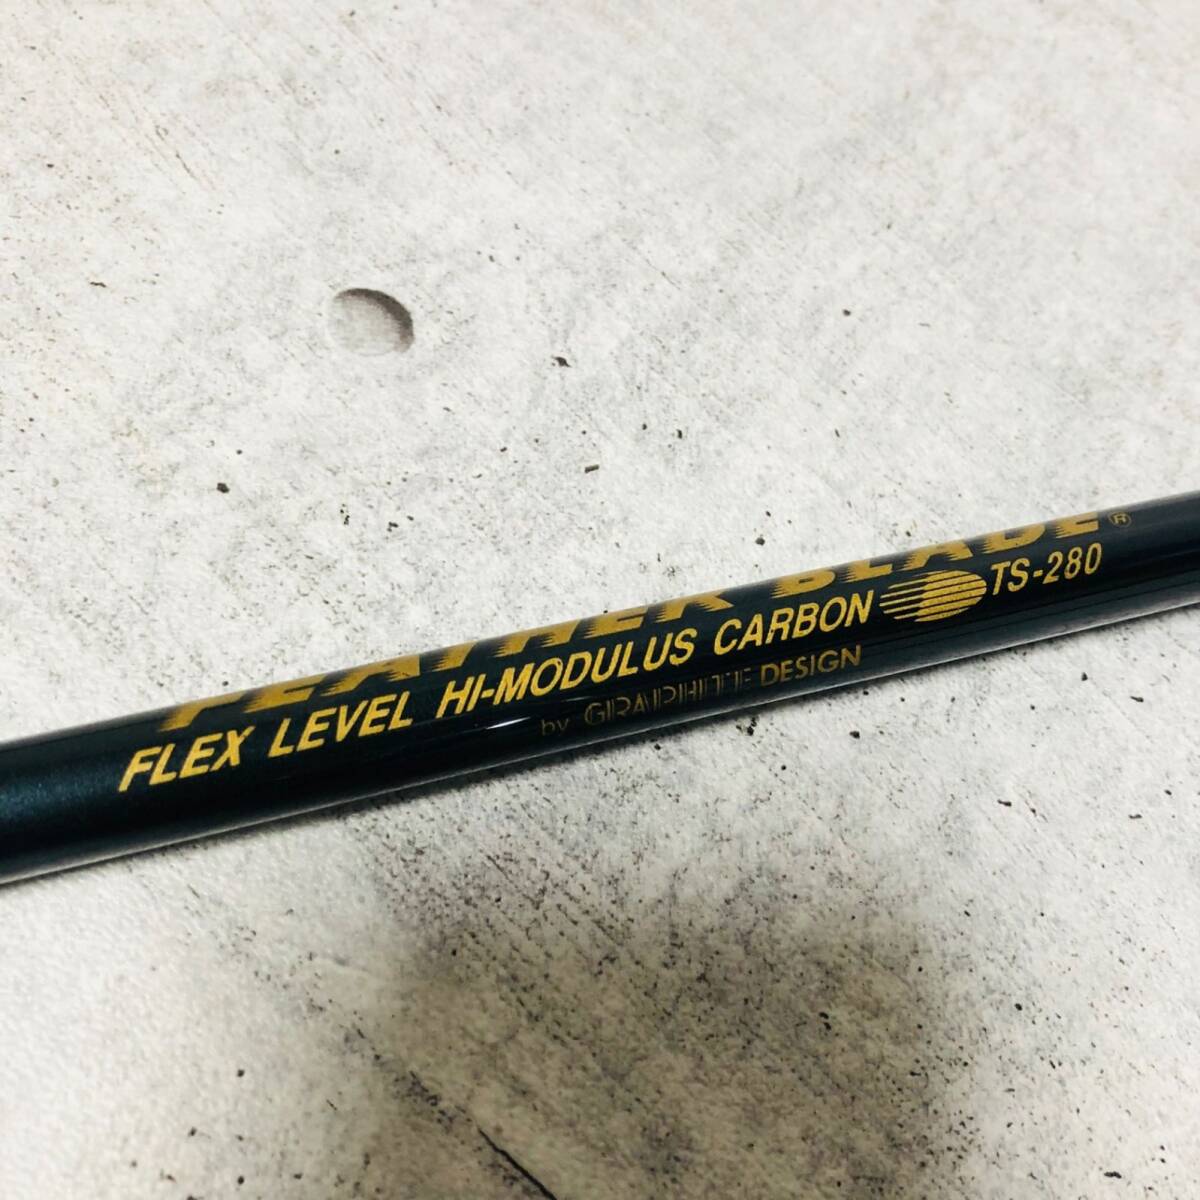 FEATHER BLADE®
FLEX LEVEL HI-MODULUS CARBON TS-280
by GRAPHITE DESIGN